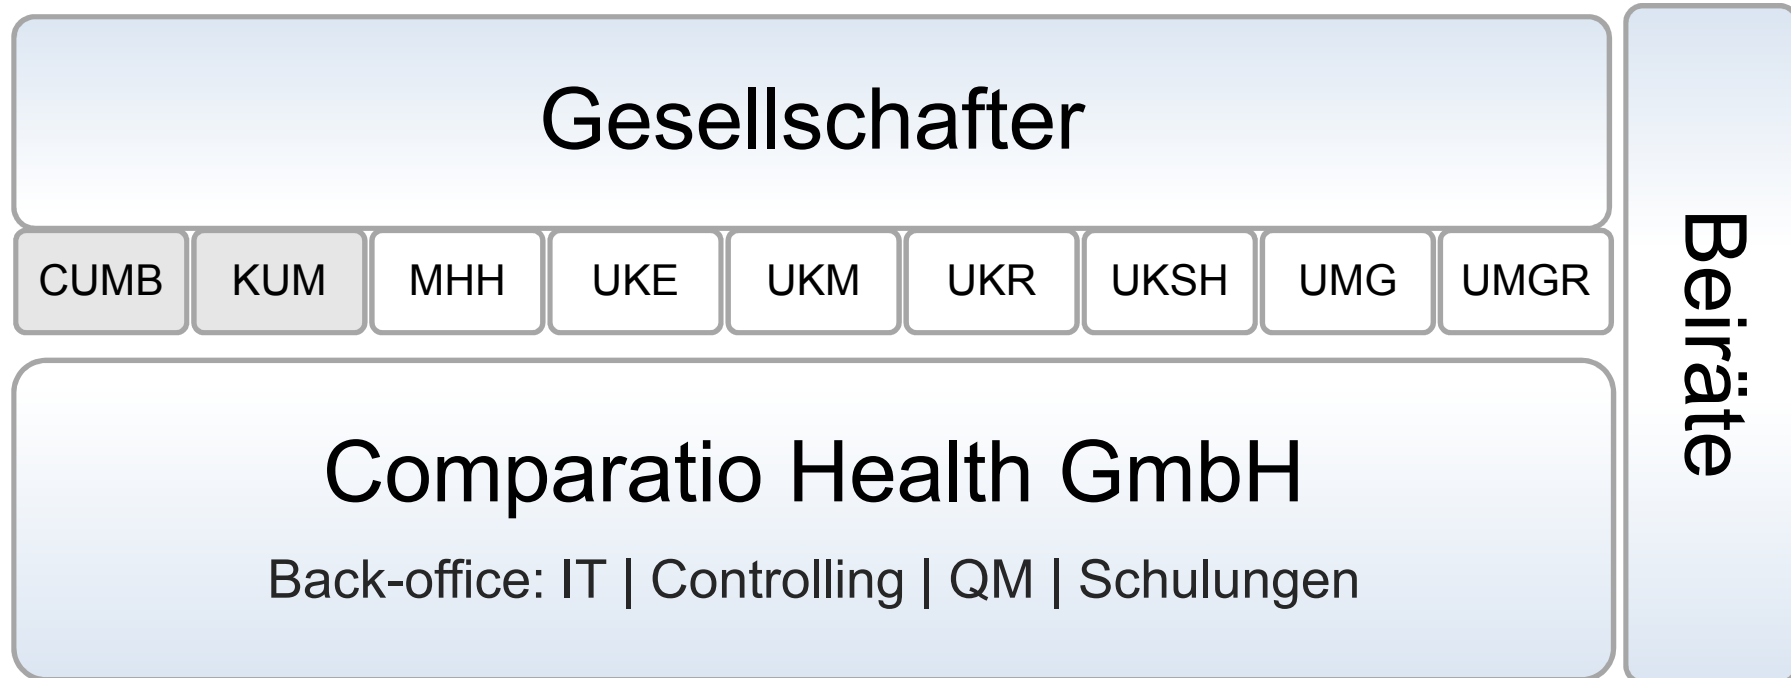 Gesellschafter
CUMB KUM MHH UKE UKM UKR UKSH UMG UMGR
Comparatio Health GmbH
Back-office: IT | Controlling | QM | Schulungen
Beiräte